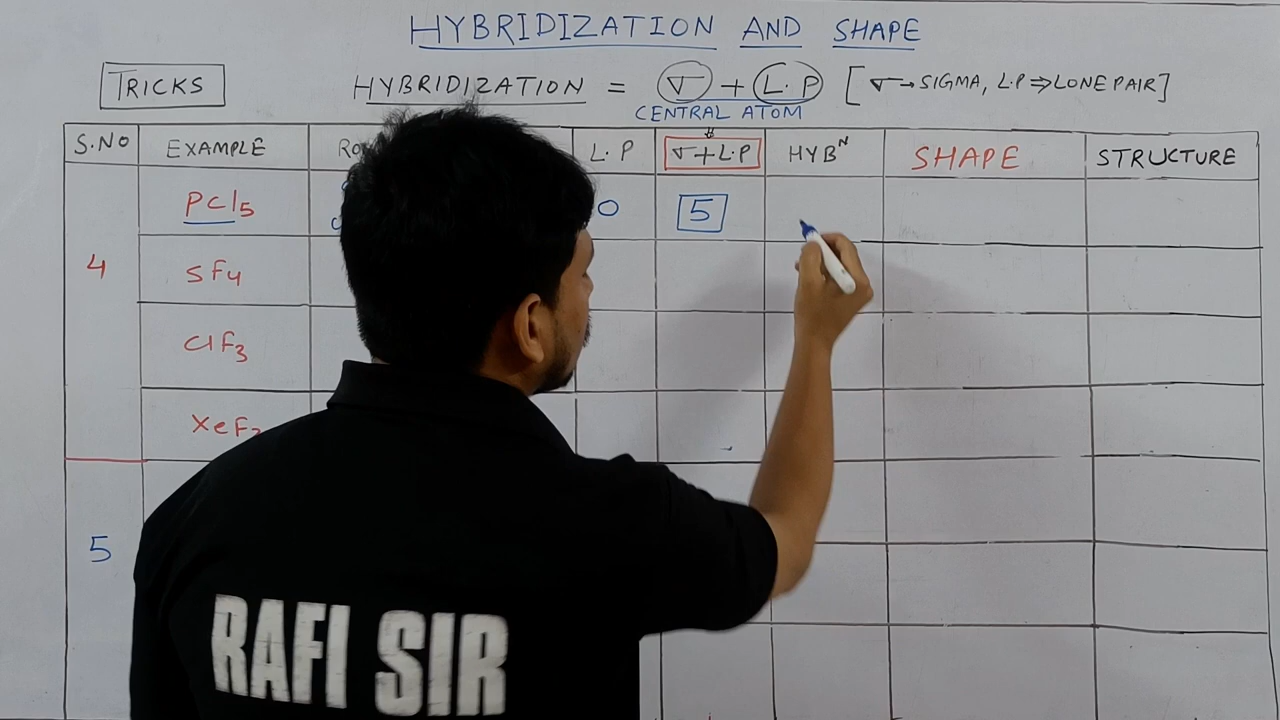 HYBRIDIZATION AND SHAPE
TRICKS
HYBRIDIZATION = σ + L.P [σ→SIGMA, L.P⇒LONE PAIR]
CENTRAL ATOM
S.NO EXAMPLE L.P σ+L.P HYBᴺ SHAPE STRUCTURE
4
PCl5 0 5
SF4
ClF3
5
RAFI SIR